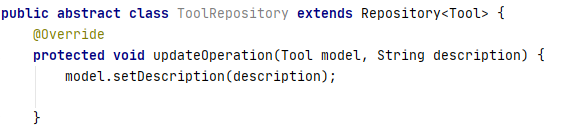 public abstract class ToolRepository extends Repository<Tool> {
@Override
protected void updateOperation(Tool model, String description) {
model.setDescription(description);
}